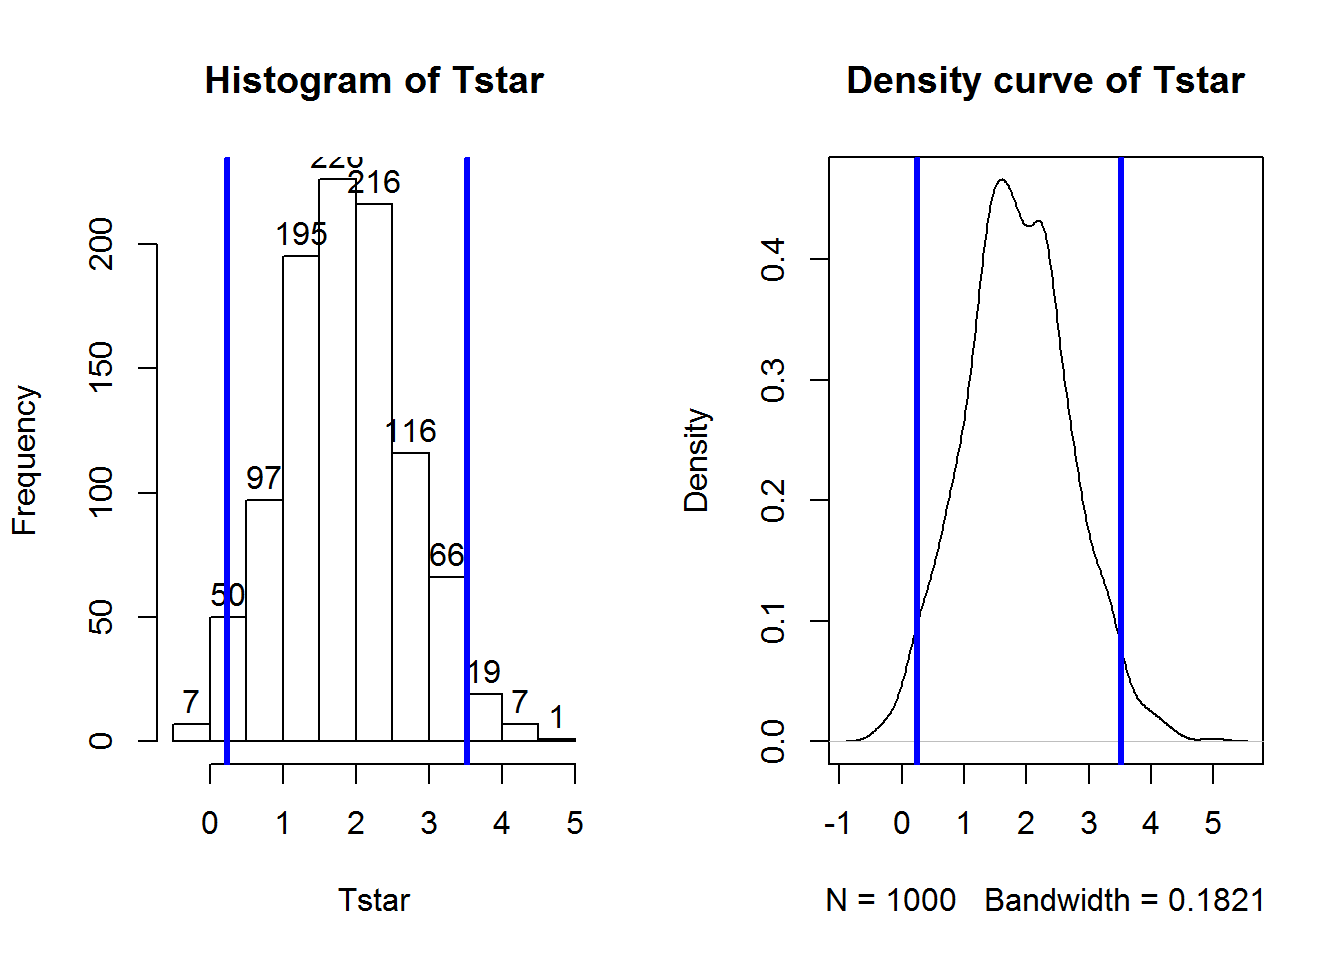 Histogram of Tstar
Frequency
0 50 100 150 200
7 50 97 195 226 216 116 66 19 7 1
0 1 2 3 4 5
Tstar
Density curve of Tstar
Density
0.0 0.1 0.2 0.3 0.4
-1 0 1 2 3 4 5
N = 1000 Bandwidth = 0.1821